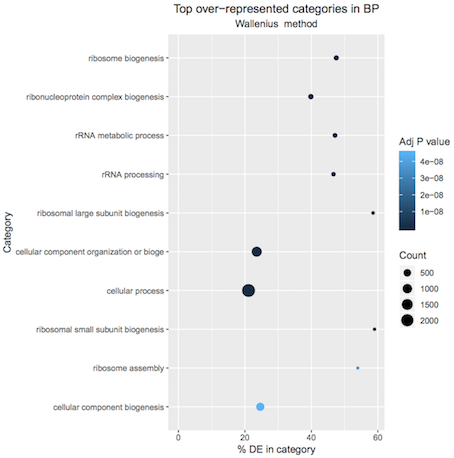 Top over−represented categories in BP
Wallenius method
Category
ribosome biogenesis
ribonucleoprotein complex biogenesis
rRNA metabolic process
rRNA processing
ribosomal large subunit biogenesis
cellular component organization or bioge
cellular process
ribosomal small subunit biogenesis
ribosome assembly
cellular component biogenesis
0 20 40 60
% DE in category
Adj P value
4e−08
3e−08
2e−08
1e−08
Count
500
1000
1500
2000